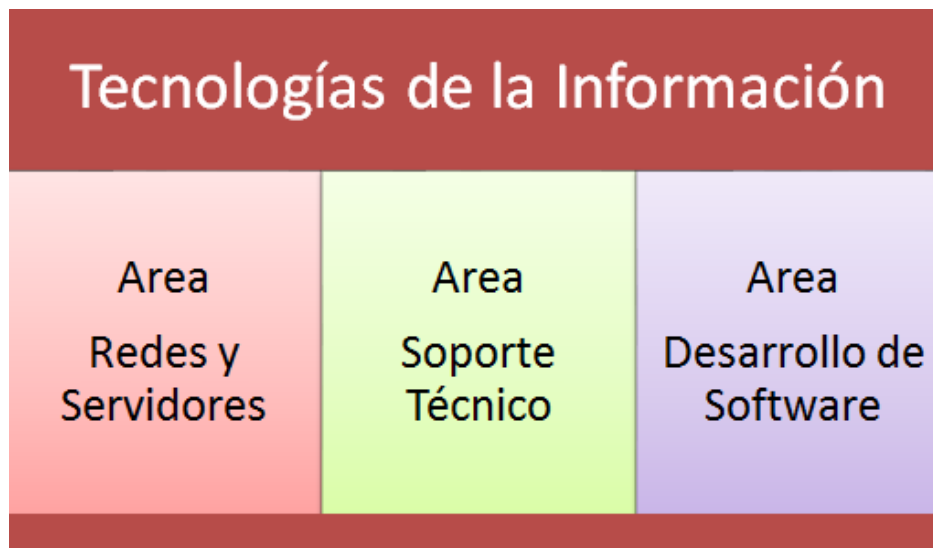 Tecnologías de la Información
Area
Redes y
Servidores
Area
Soporte
Técnico
Area
Desarrollo de
Software